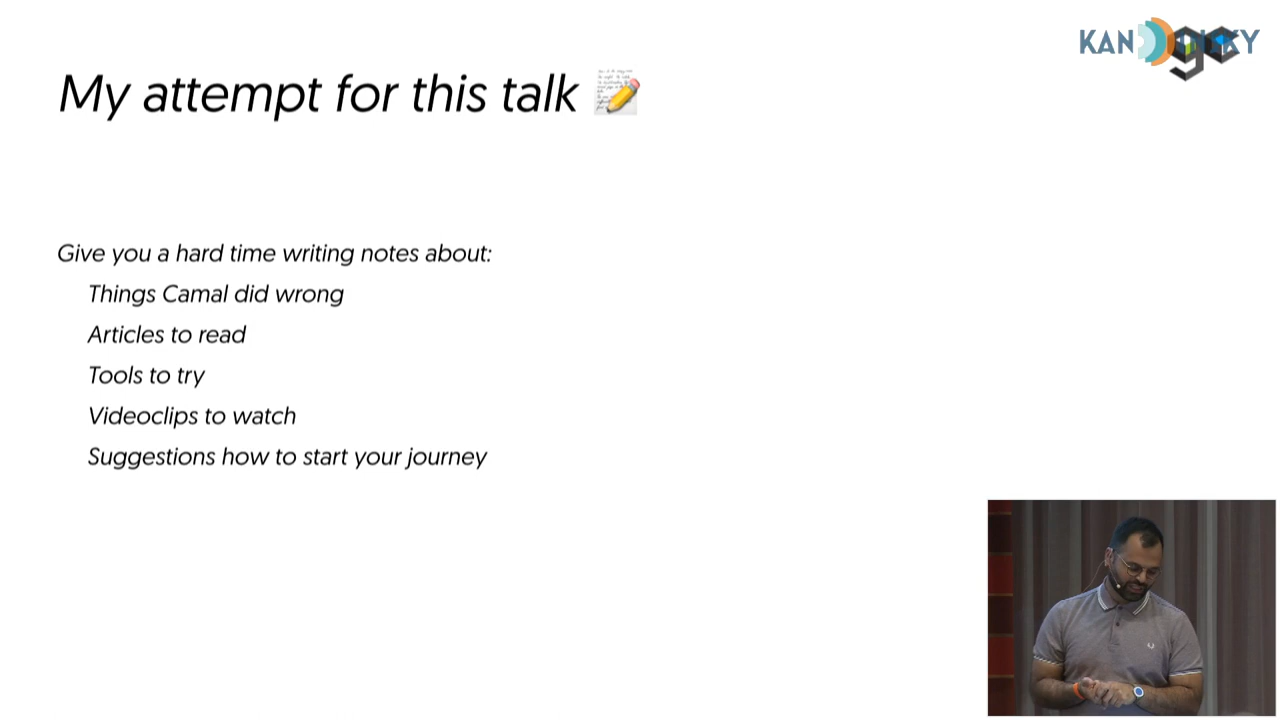 My attempt for this talk
Give you a hard time writing notes about:
Things Camal did wrong
Articles to read
Tools to try
Videoclips to watch
Suggestions how to start your journey